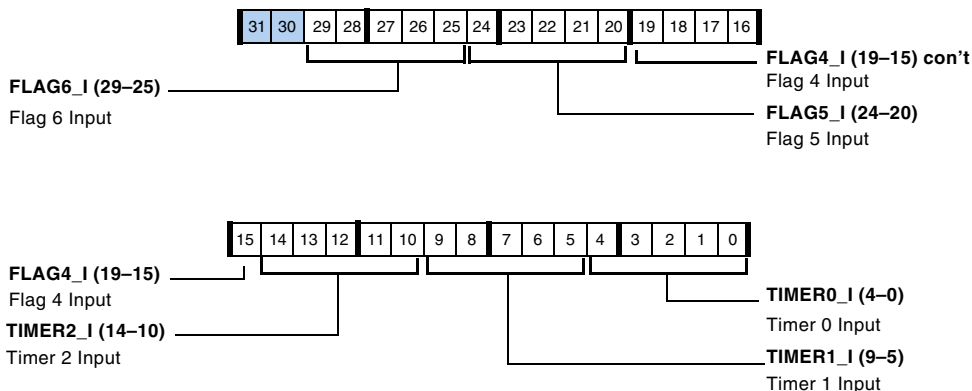 31 30 29 28 27 26 25 24 23 22 21 20 19 18 17 16
FLAG4_I (19–15) con't
Flag 4 Input
FLAG6_I (29–25)
Flag 6 Input
FLAG5_I (24–20)
Flag 5 Input
15 14 13 12 11 10 9 8 7 6 5 4 3 2 1 0
FLAG4_I (19–15)
Flag 4 Input
TIMER0_I (4–0)
Timer 0 Input
TIMER2_I (14–10)
Timer 2 Input
TIMER1_I (9–5)
Timer 1 Input